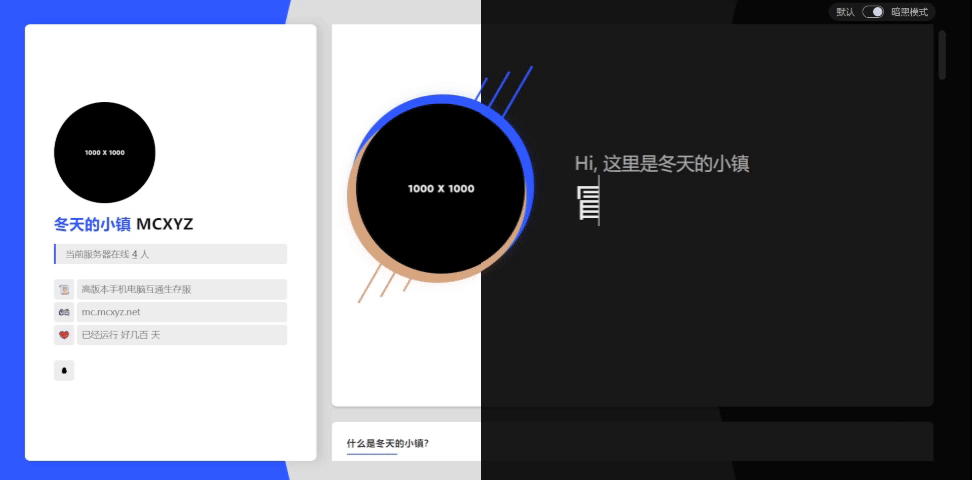 默认 暗黑模式
1000 X 1000
冬天的小镇 MCXYZ
当前服务器在线 4 人
高版本手机电脑互通生存服
mc.mcxyz.net
已经运行 好几百 天
1000 X 1000
Hi, 这里是冬天的小镇
什么是冬天的小镇?